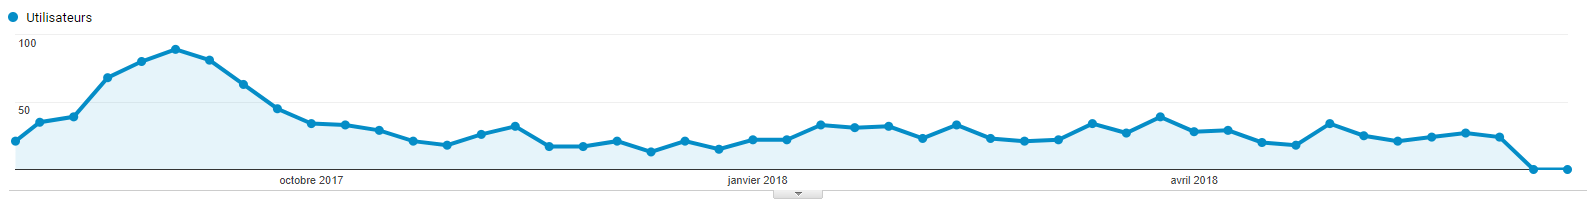 Utilisateurs
100
50
octobre 2017
janvier 2018
avril 2018